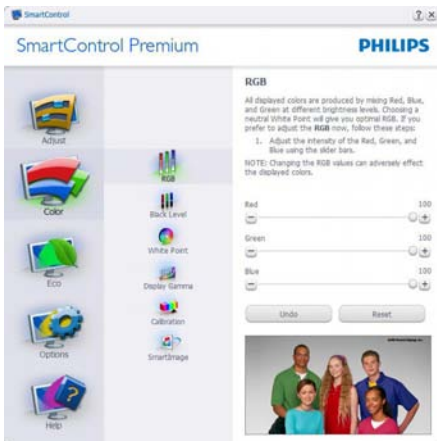 SmartControl
SmartControl Premium
PHILIPS
Adjust
Color
Eco
Options
Help
RGB
Black Level
White Point
Display Gamma
Calibration
SmartImage
RGB
All displayed colors are produced by mixing Red, Blue,
and Green at different brightness levels. Choosing a
neutral White Point will give you optimal RGB. If you
prefer to adjust the RGB now, follow these steps:
1. Adjust the intensity of the Red, Green, and
Blue using the slider bars.
NOTE: Changing the RGB values can adversely effect
the displayed colors.
Red 100
Green 100
Blue 100
Undo Reset